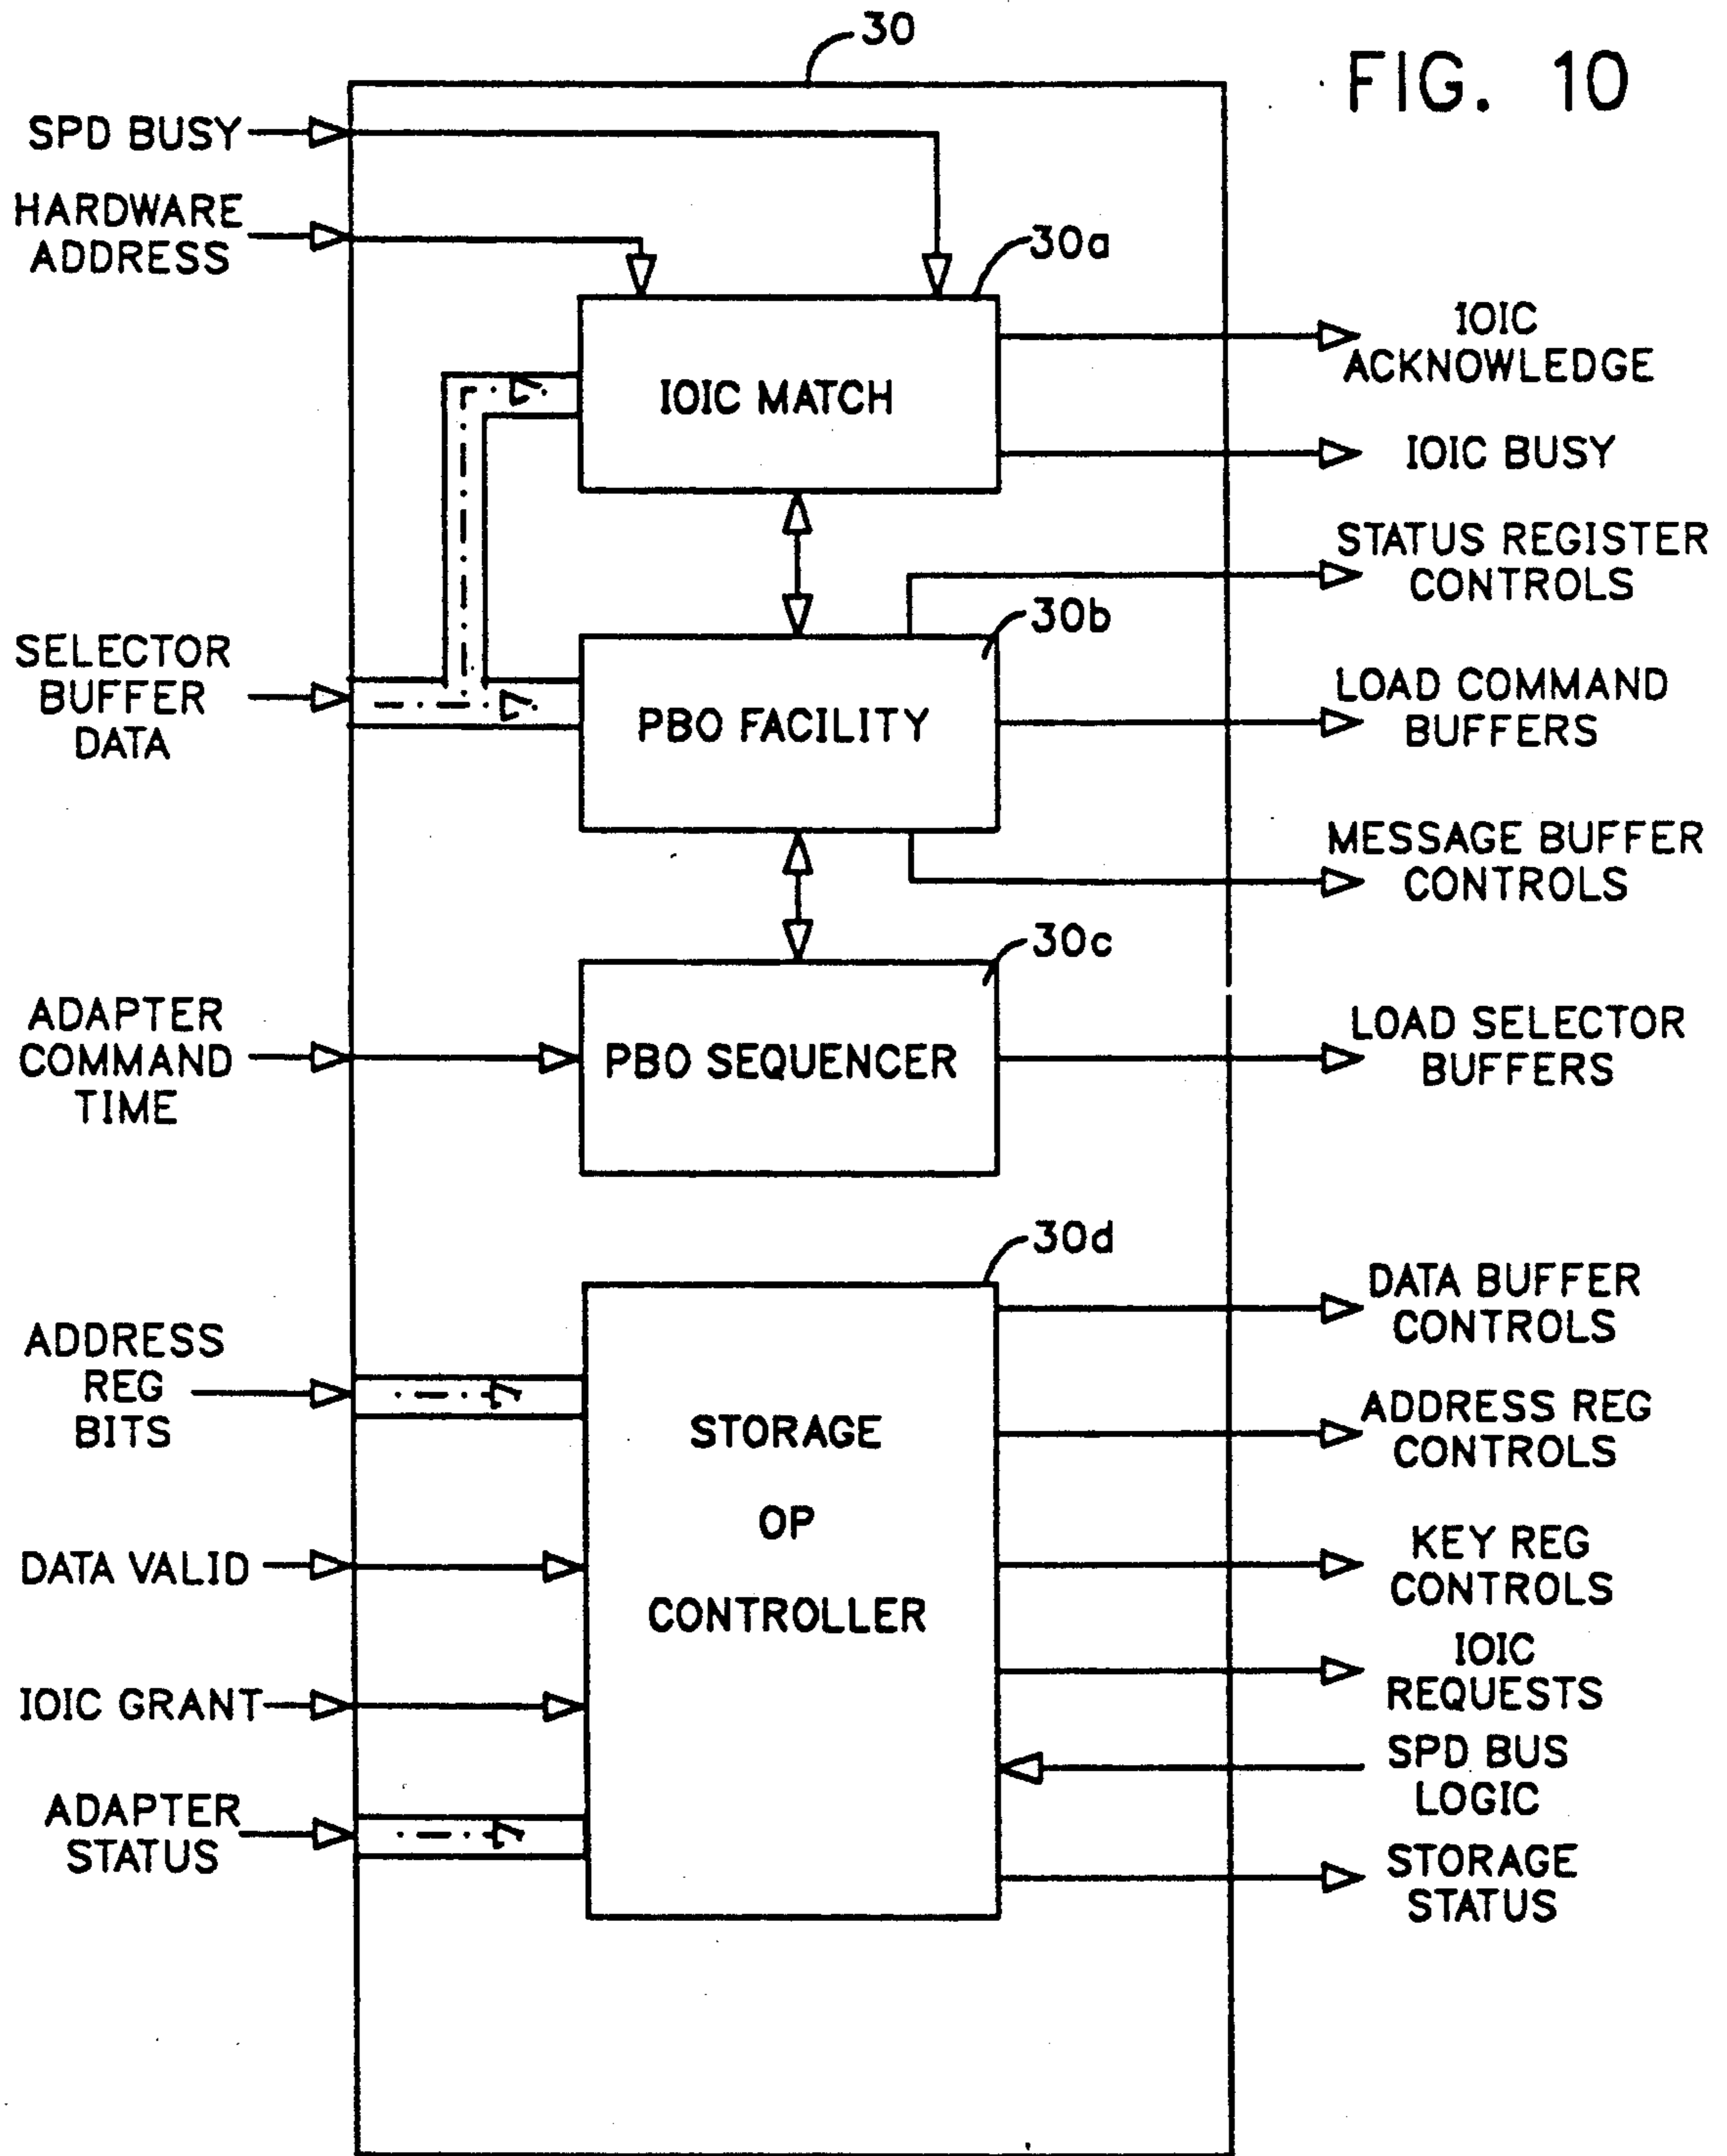 30
FIG. 10
SPD BUSY
HARDWARE
ADDRESS
30a
IOIC MATCH
IOIC
ACKNOWLEDGE
IOIC BUSY
STATUS REGISTER
CONTROLS
SELECTOR
BUFFER
DATA
30b
PBO FACILITY
LOAD COMMAND
BUFFERS
MESSAGE BUFFER
CONTROLS
30c
ADAPTER
COMMAND
TIME
PBO SEQUENCER
LOAD SELECTOR
BUFFERS
30d
ADDRESS
REG
BITS
DATA VALID
IOIC GRANT
ADAPTER
STATUS
STORAGE
OP
CONTROLLER
DATA BUFFER
CONTROLS
ADDRESS REG
CONTROLS
KEY REG
CONTROLS
IOIC
REQUESTS
SPD BUS
LOGIC
STORAGE
STATUS